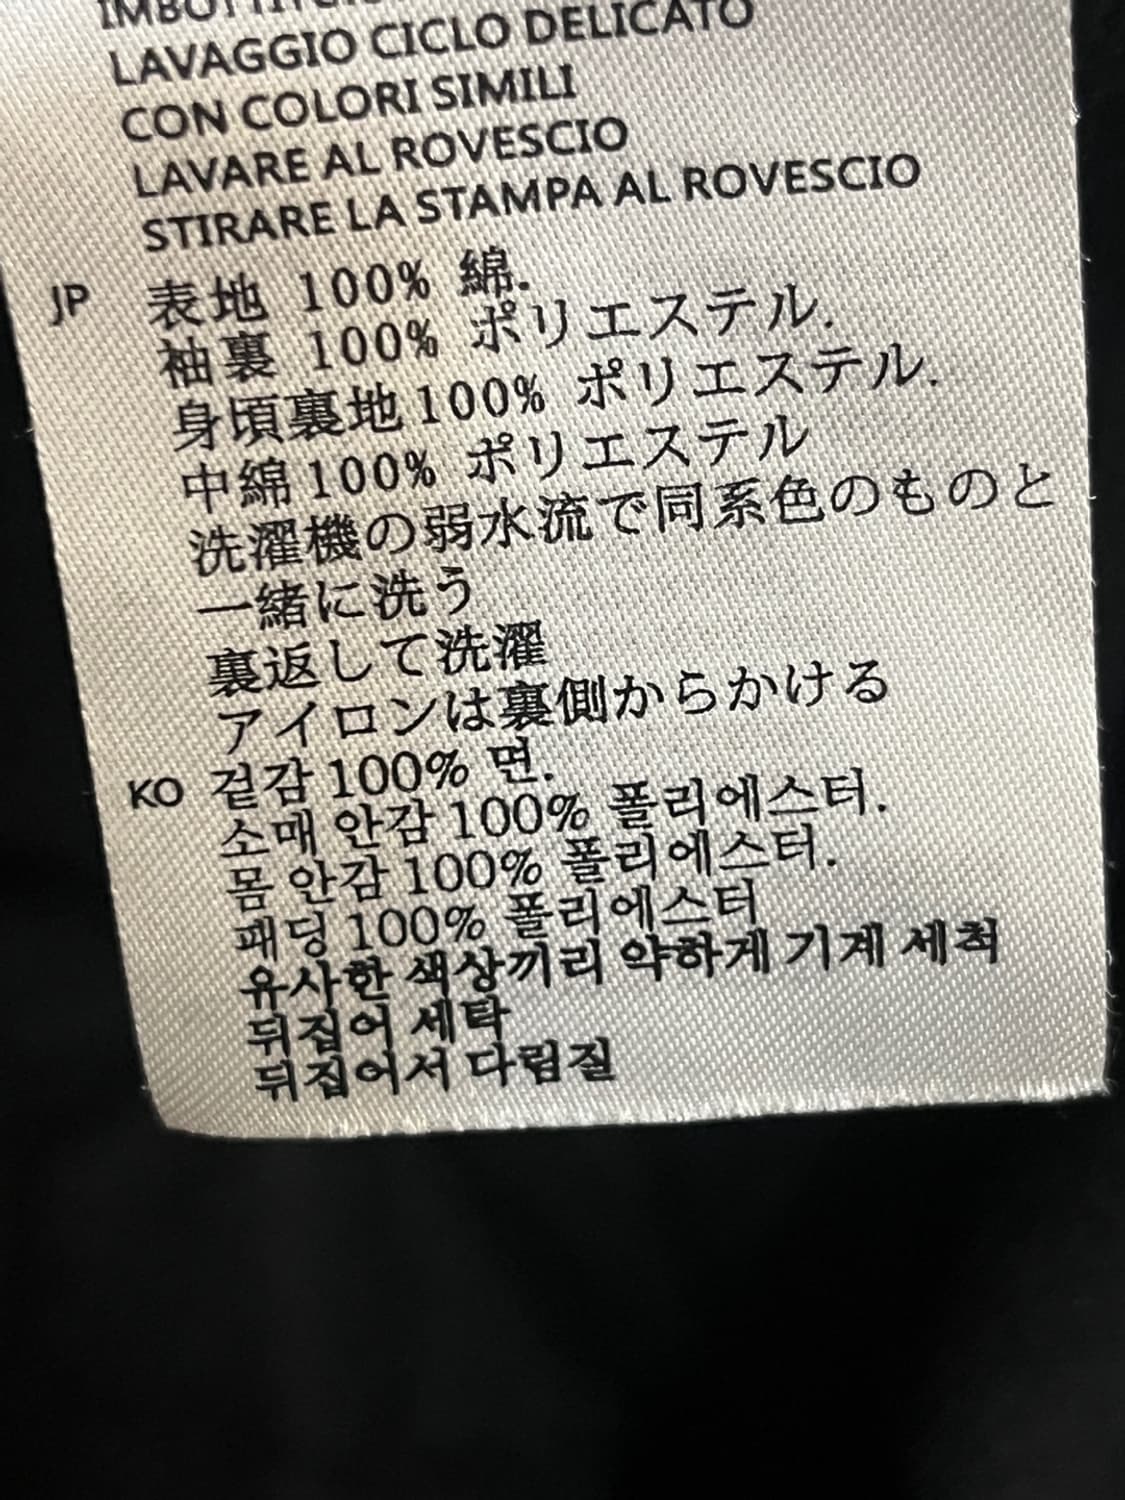 LAVAGGIO CICLO DELICATO
CON COLORI SIMILI
LAVARE AL ROVESCIO
STIRARE LA STAMPA AL ROVESCIO
JP 表地 100% 綿.
袖裏 100% ポリエステル.
身頃裏地100% ポリエステル.
中綿100% ポリエステル
洗濯機の弱水流で同系色のものと
一緒に洗う
裏返して洗濯
アイロンは裏側からかける
KO 겉감 100% 면.
소매 안감 100% 폴리에스터.
몸 안감 100% 폴리에스터.
패딩 100% 폴리에스터
유사한 색상끼리 약하게 기계 세척
뒤집어 세탁
뒤집어서 다림질